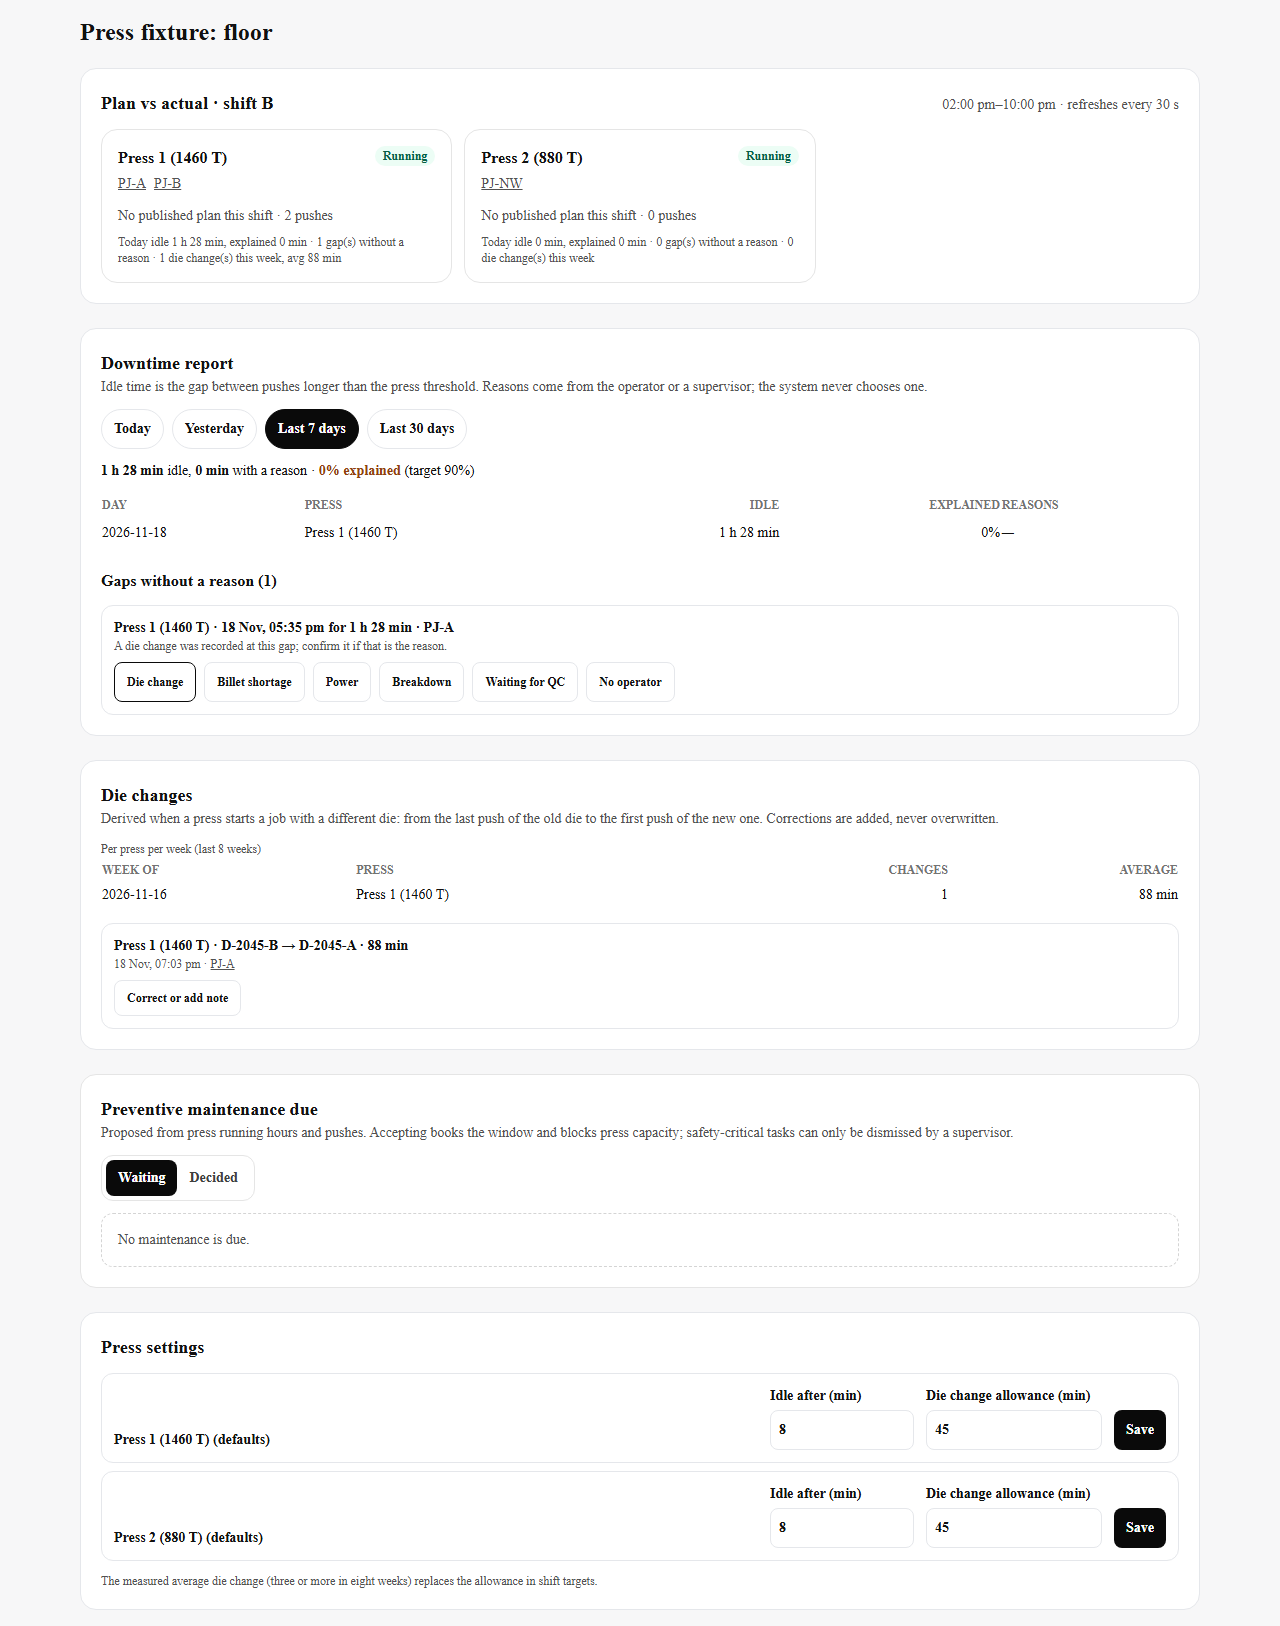 Press fixture: floor
Plan vs actual · shift B
02:00 pm–10:00 pm · refreshes every 30 s
Press 1 (1460 T)
Running
PJ-A PJ-B
No published plan this shift · 2 pushes
Today idle 1 h 28 min, explained 0 min · 1 gap(s) without a
reason · 1 die change(s) this week, avg 88 min
Press 2 (880 T)
Running
PJ-NW
No published plan this shift · 0 pushes
Today idle 0 min, explained 0 min · 0 gap(s) without a reason · 0
die change(s) this week
Downtime report
Idle time is the gap between pushes longer than the press threshold. Reasons come from the operator or a supervisor; the system never chooses one.
Today Yesterday Last 7 days Last 30 days
1 h 28 min idle, 0 min with a reason · 0% explained (target 90%)
DAY PRESS IDLE EXPLAINED REASONS
2026-11-18 Press 1 (1460 T) 1 h 28 min 0% —
Gaps without a reason (1)
Press 1 (1460 T) · 18 Nov, 05:35 pm for 1 h 28 min · PJ-A
A die change was recorded at this gap; confirm it if that is the reason.
Die change Billet shortage Power Breakdown Waiting for QC No operator
Die changes
Derived when a press starts a job with a different die: from the last push of the old die to the first push of the new one. Corrections are added, never overwritten.
Per press per week (last 8 weeks)
WEEK OF PRESS CHANGES AVERAGE
2026-11-16 Press 1 (1460 T) 1 88 min
Press 1 (1460 T) · D-2045-B → D-2045-A · 88 min
18 Nov, 07:03 pm · PJ-A
Correct or add note
Preventive maintenance due
Proposed from press running hours and pushes. Accepting books the window and blocks press capacity; safety-critical tasks can only be dismissed by a supervisor.
Waiting Decided
No maintenance is due.
Press settings
Idle after (min) Die change allowance (min)
Press 1 (1460 T) (defaults) 8 45 Save
Idle after (min) Die change allowance (min)
Press 2 (880 T) (defaults) 8 45 Save
The measured average die change (three or more in eight weeks) replaces the allowance in shift targets.